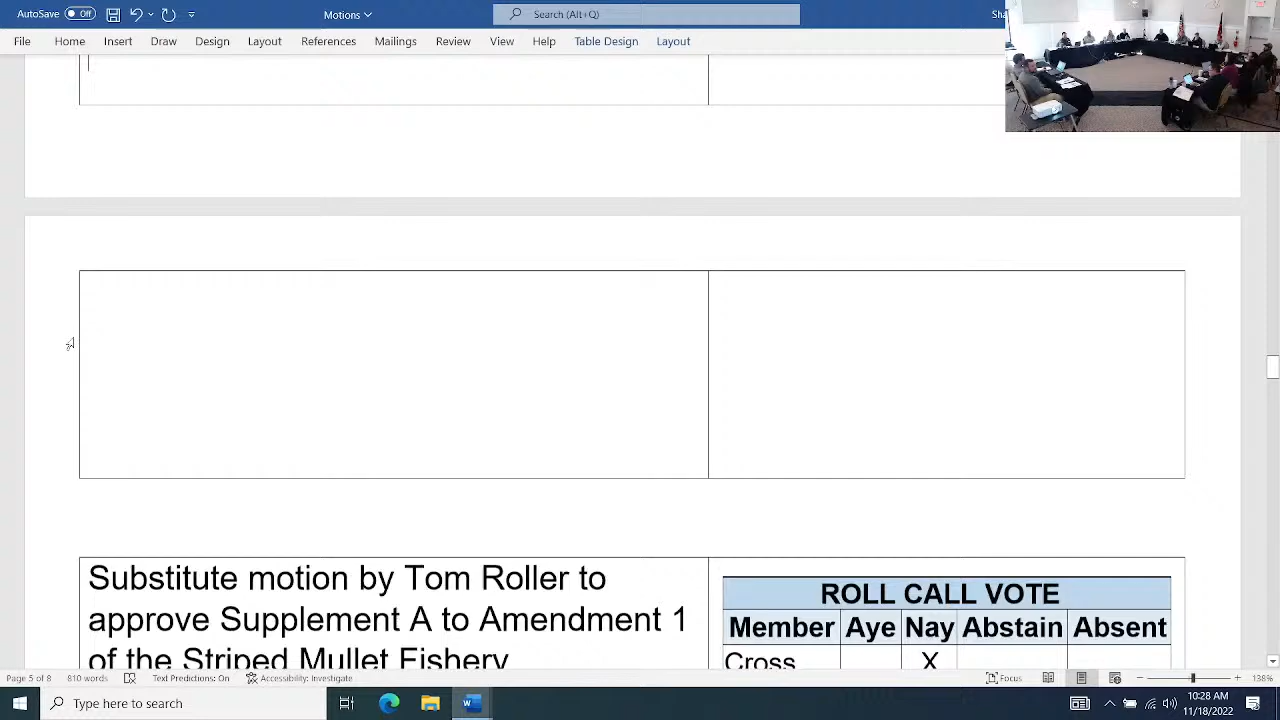 AutoSave Off Motions Search (Alt+Q) Sha
File Home Insert Draw Design Layout References Mailings Review View Help Table Design Layout
Substitute motion by Tom Roller to
approve Supplement A to Amendment 1
of the Striped Mullet Fishery
ROLL CALL VOTE
Member Aye Nay Abstain Absent
Cross X
Page 5 of 8 810 words Text Predictions: On Accessibility: Investigate Focus 138%
Type here to search 10:28 AM
11/18/2022